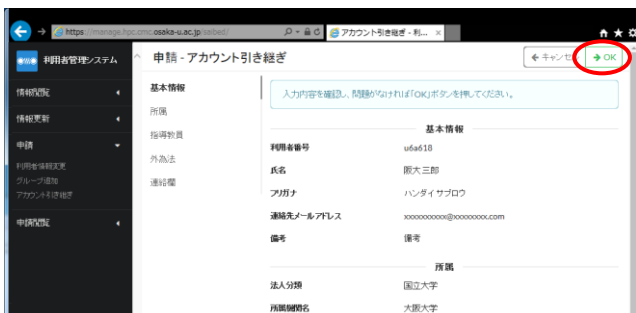 https://manage.hpc.cmc.osaka-u.ac.jp/saibed/
アカウント引き継ぎ - 利...
利用者管理システム
申請 - アカウント引き継ぎ
キャンセル
OK
情報閲覧
情報更新
申請
利用者情報変更
グループ追加
アカウント引き継ぎ
申請閲覧
基本情報
所属
指導教員
外為法
連絡欄
入力内容を確認し、問題がなければ「OK」ボタンを押してください。
基本情報
利用者番号 u6a618
氏名 阪大 三郎
フリガナ ハンダイ サブロウ
連絡先メールアドレス xxxxxxxxxx@xxxxxxxx.com
備考 備考
所属
法人分類 国立大学
所属機関名 大阪大学